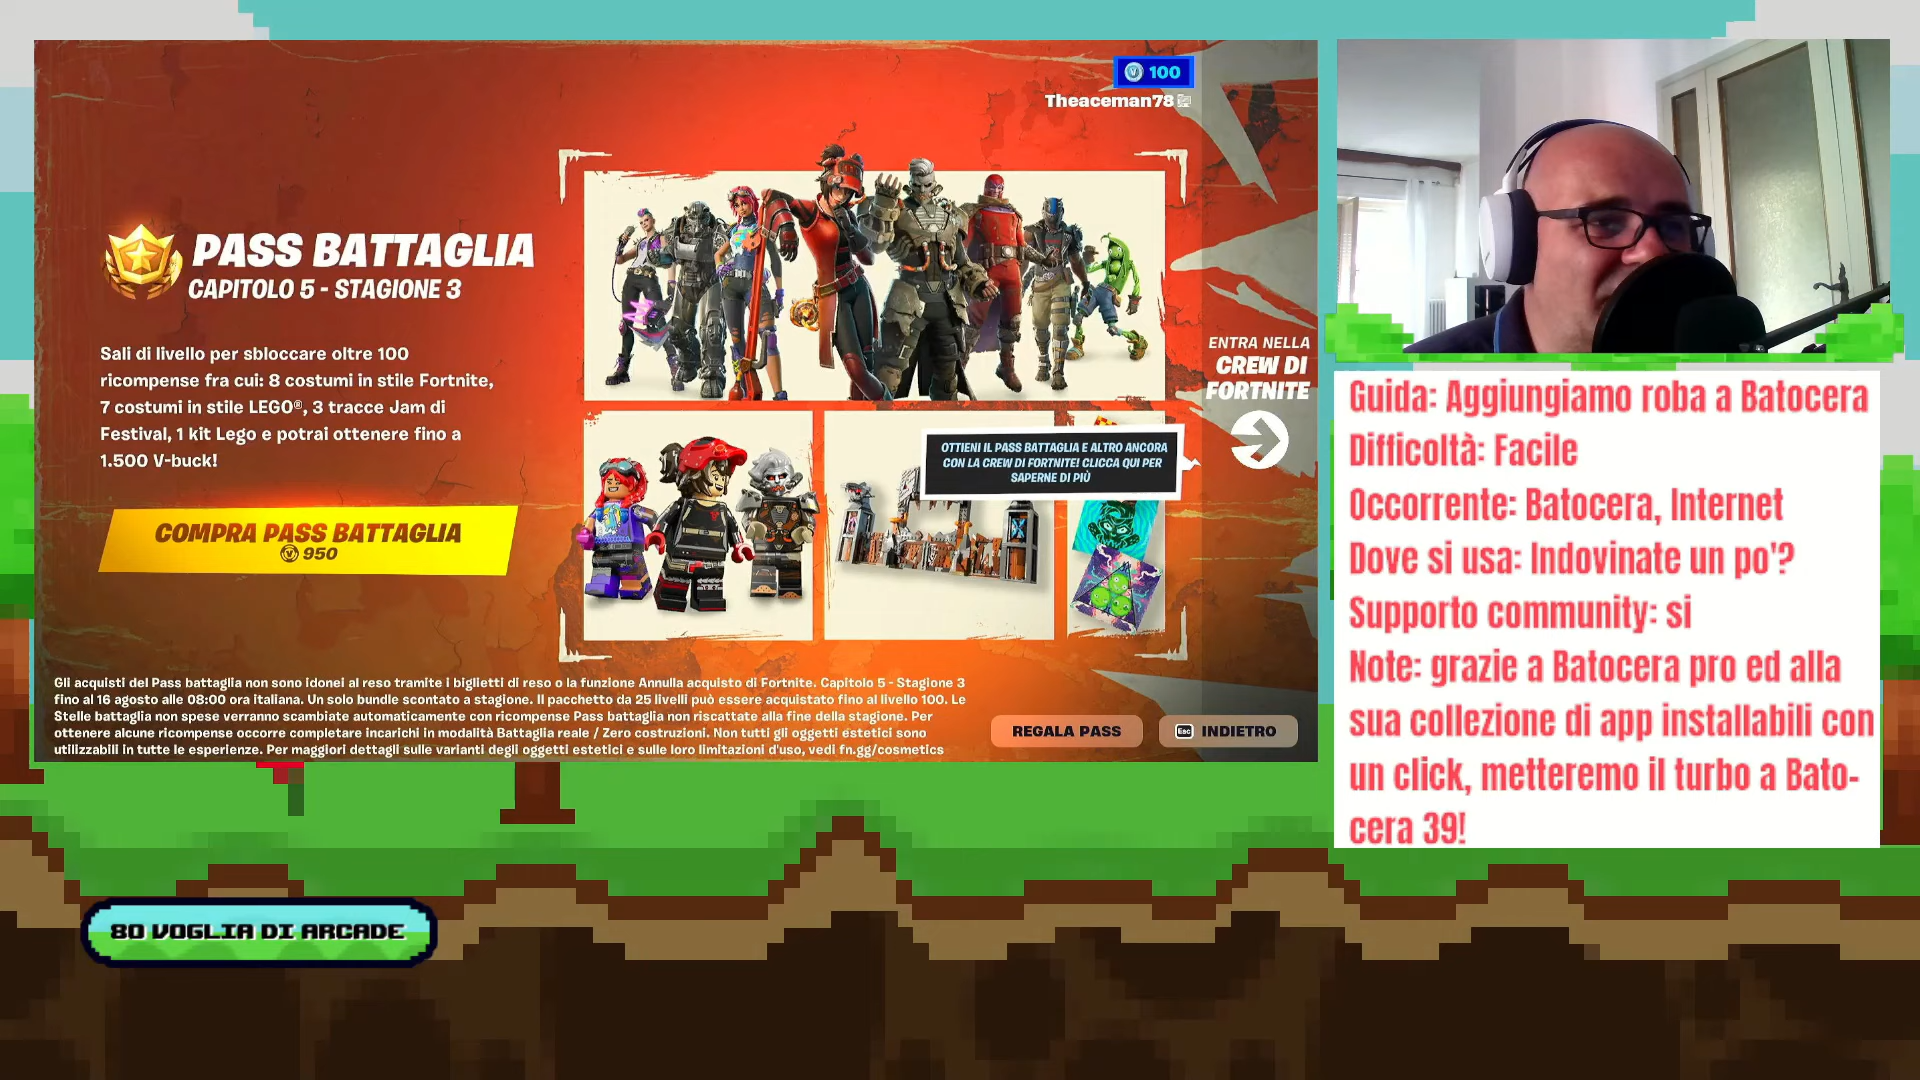 100
Theaceman78
PASS BATTAGLIA
CAPITOLO 5 - STAGIONE 3
Sali di livello per sbloccare oltre 100
ricompense fra cui: 8 costumi in stile Fortnite,
7 costumi in stile LEGO®, 3 tracce Jam di
Festival, 1 kit Lego e potrai ottenere fino a
1.500 V-buck!
COMPRA PASS BATTAGLIA
950
ENTRA NELLA
CREW DI
FORTNITE
OTTIENI IL PASS BATTAGLIA E ALTRO ANCORA
CON LA CREW DI FORTNITE! CLICCA QUI PER
SAPERNE DI PIÙ
Gli acquisti del Pass battaglia non sono idonei al reso tramite i biglietti di reso o la funzione Annulla acquisto di Fortnite. Capitolo 5 - Stagione 3
fino al 16 agosto alle 08:00 ora italiana. Un solo bundle scontato a stagione. Il pacchetto da 25 livelli può essere acquistato fino al livello 100. Le
Stelle battaglia non spese verranno scambiate automaticamente con ricompense Pass battaglia non riscattate alla fine della stagione. Per
ottenere alcune ricompense occorre completare incarichi in modalità Battaglia reale / Zero costruzioni. Non tutti gli oggetti estetici sono
utilizzabili in tutte le esperienze. Per maggiori dettagli sulle varianti degli oggetti estetici e sulle loro limitazioni d'uso, vedi fn.gg/cosmetics
REGALA PASS
Esc INDIETRO
Guida: Aggiungiamo roba a Batocera
Difficoltà: Facile
Occorrente: Batocera, Internet
Dove si usa: Indovinate un po'?
Supporto community: si
Note: grazie a Batocera pro ed alla
sua collezione di app installabili con
un click, metteremo il turbo a Bato-
cera 39!
80 VOGLIA DI ARCADE